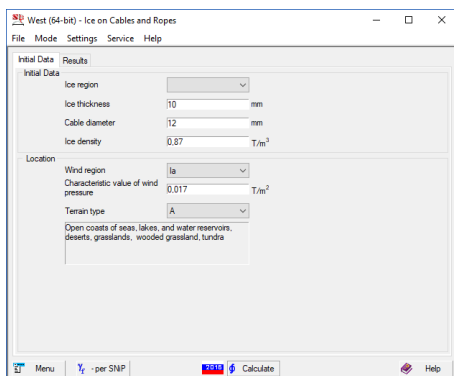 West (64-bit) - Ice on Cables and Ropes
File Mode Settings Service Help
Initial Data Results
Initial Data
Ice region
Ice thickness 10 mm
Cable diameter 12 mm
Ice density 0,87 T/m³
Location
Wind region Ia
Characteristic value of wind
pressure 0,017 T/m²
Terrain type A
Open coasts of seas, lakes, and water reservoirs,
deserts, grasslands, wooded grassland, tundra
Menu γf - per SNiP 2018 Calculate Help